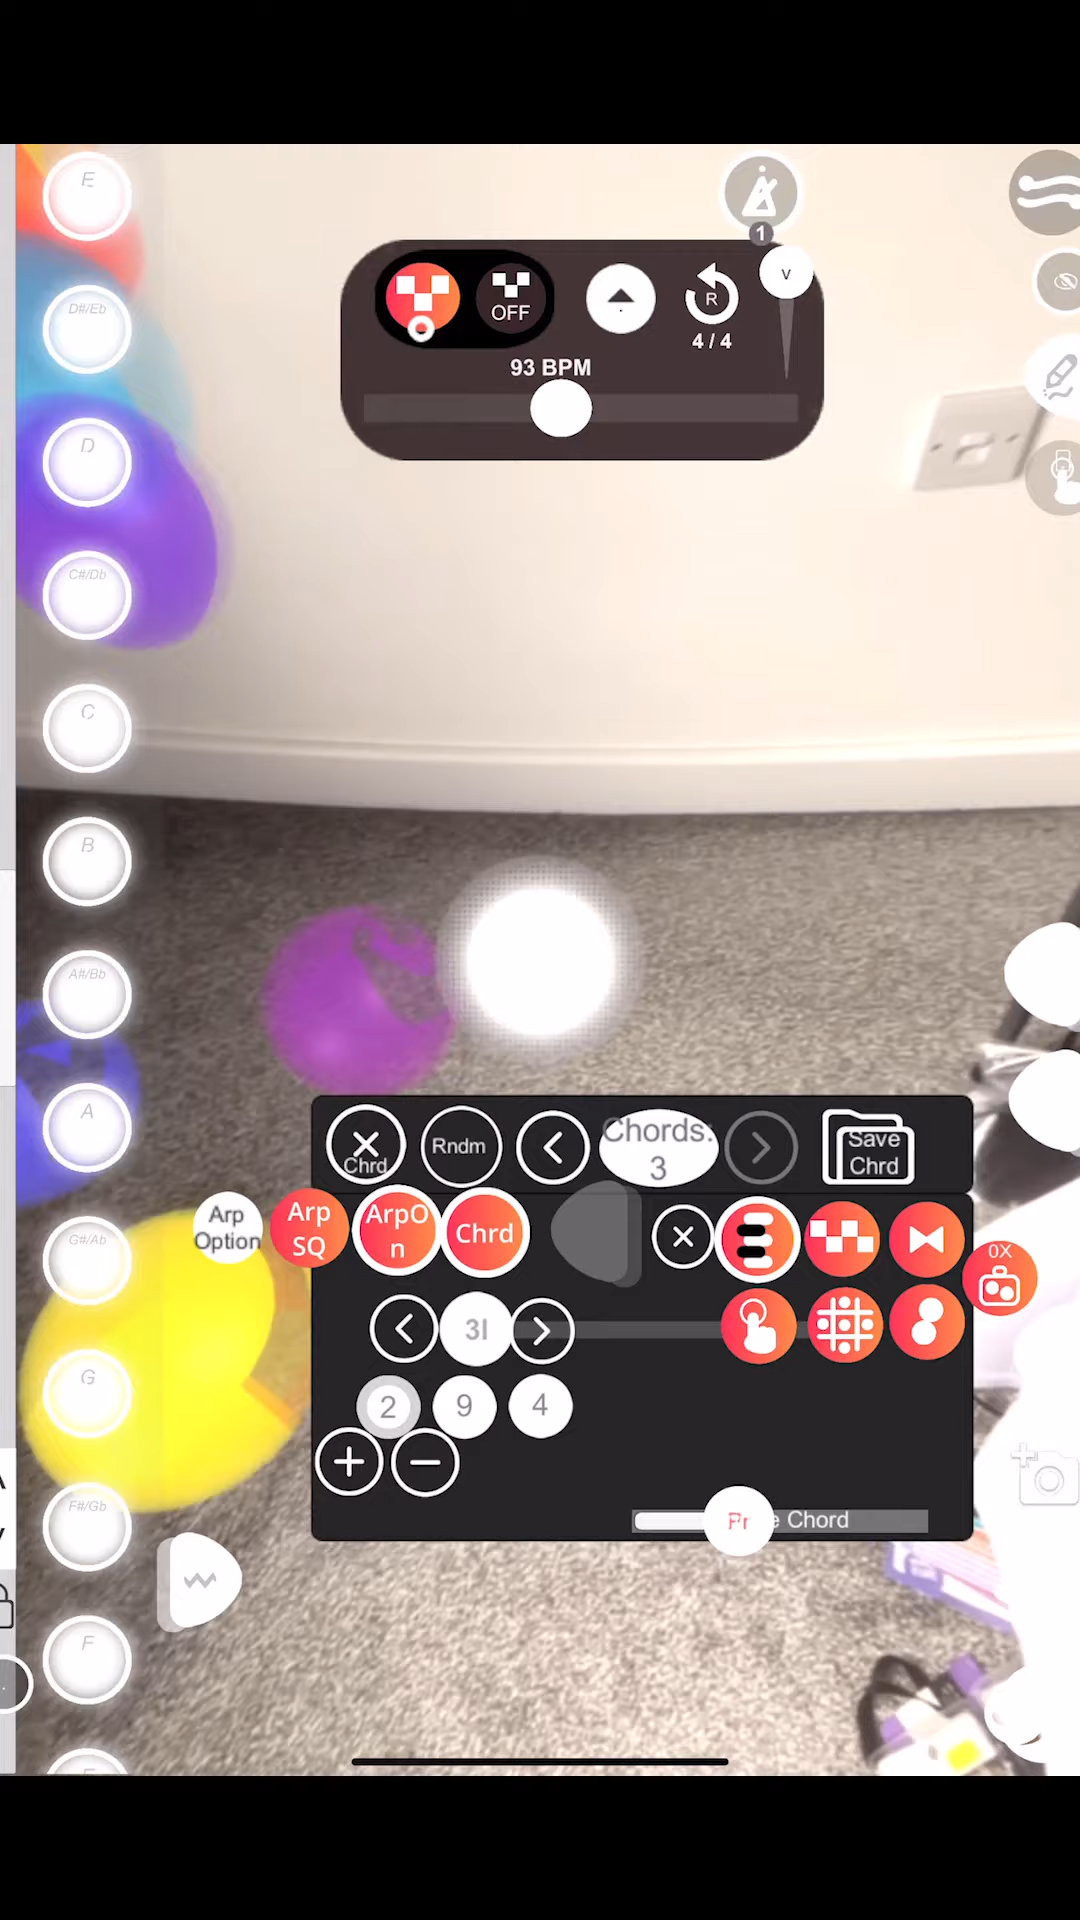 E
D#/Eb
D
C#/Db
C
B
A#/Bb
A
G#/Ab
G
F#/Gb
F
1
V
OFF
R
4 / 4
93 BPM
Chrd
Rndm
Chords:
3
Save
Chrd
Arp
Option
Arp
SQ
ArpO
n
Chrd
0X
3I
2
9
4
Pr e Chord